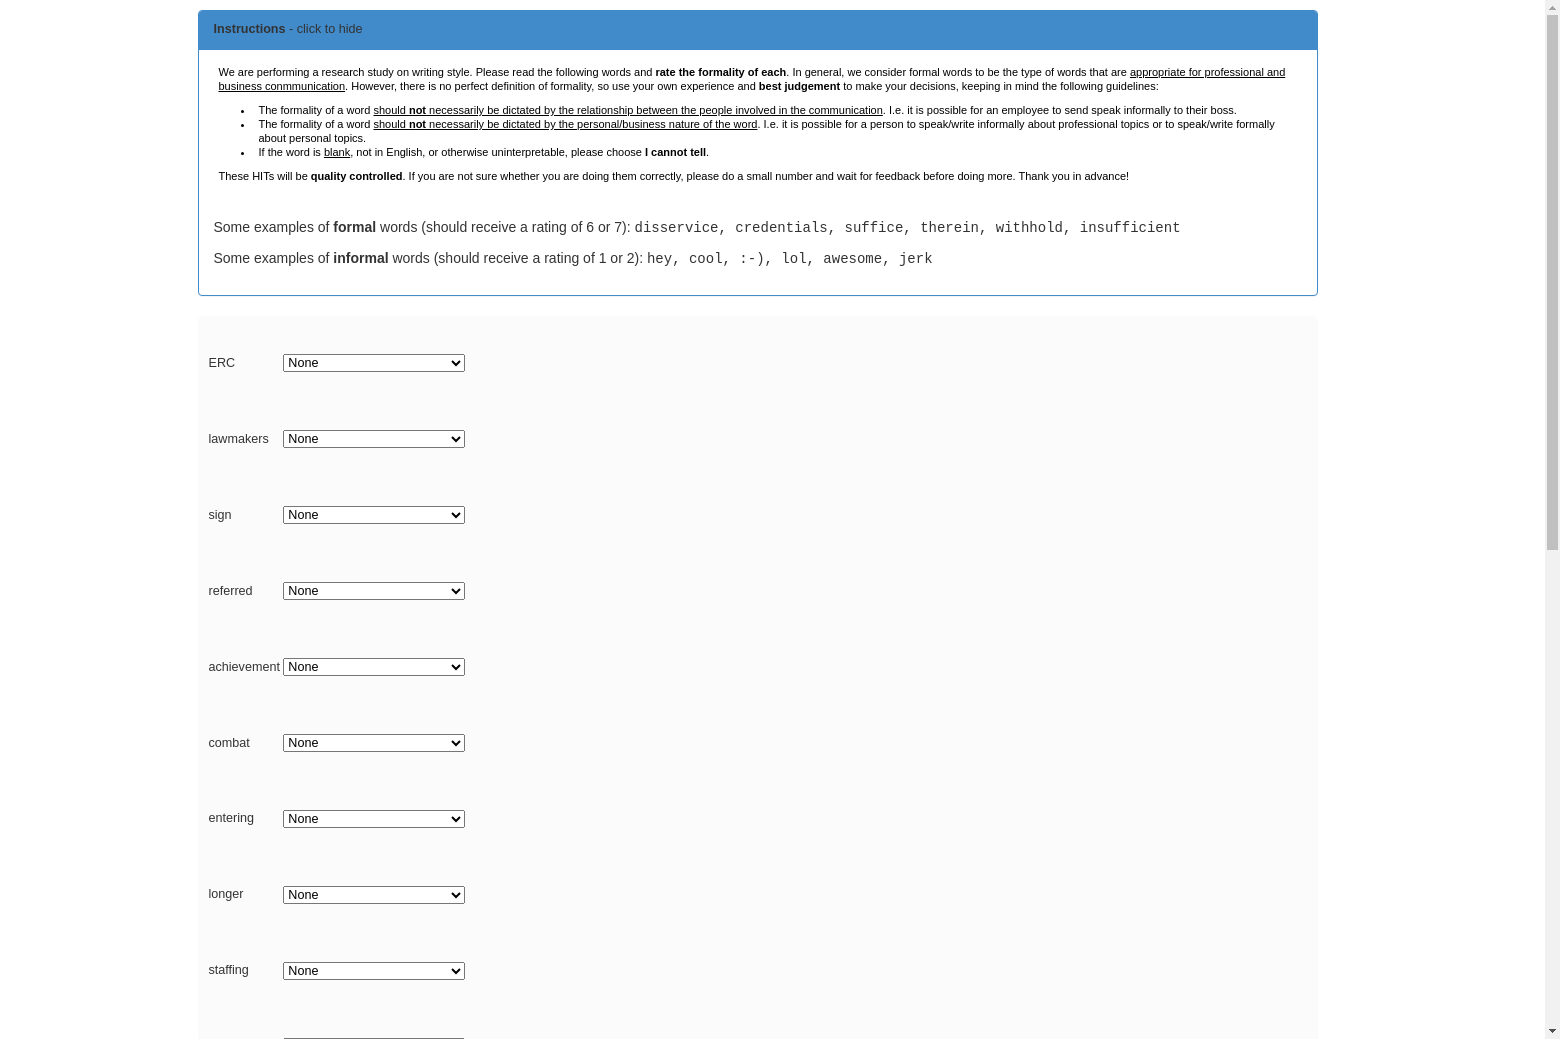 Instructions - click to hide
We are performing a research study on writing style. Please read the following words and rate the formality of each. In general, we consider formal words to be the type of words that are appropriate for professional and
business conmmunication. However, there is no perfect definition of formality, so use your own experience and best judgement to make your decisions, keeping in mind the following guidelines:
• The formality of a word should not necessarily be dictated by the relationship between the people involved in the communication. I.e. it is possible for an employee to send speak informally to their boss.
• The formality of a word should not necessarily be dictated by the personal/business nature of the word. I.e. it is possible for a person to speak/write informally about professional topics or to speak/write formally
about personal topics.
• If the word is blank, not in English, or otherwise uninterpretable, please choose I cannot tell.
These HITs will be quality controlled. If you are not sure whether you are doing them correctly, please do a small number and wait for feedback before doing more. Thank you in advance!
Some examples of formal words (should receive a rating of 6 or 7): disservice, credentials, suffice, therein, withhold, insufficient
Some examples of informal words (should receive a rating of 1 or 2): hey, cool, :-), lol, awesome, jerk
ERC None
lawmakers None
sign None
referred None
achievement None
combat None
entering None
longer None
staffing None